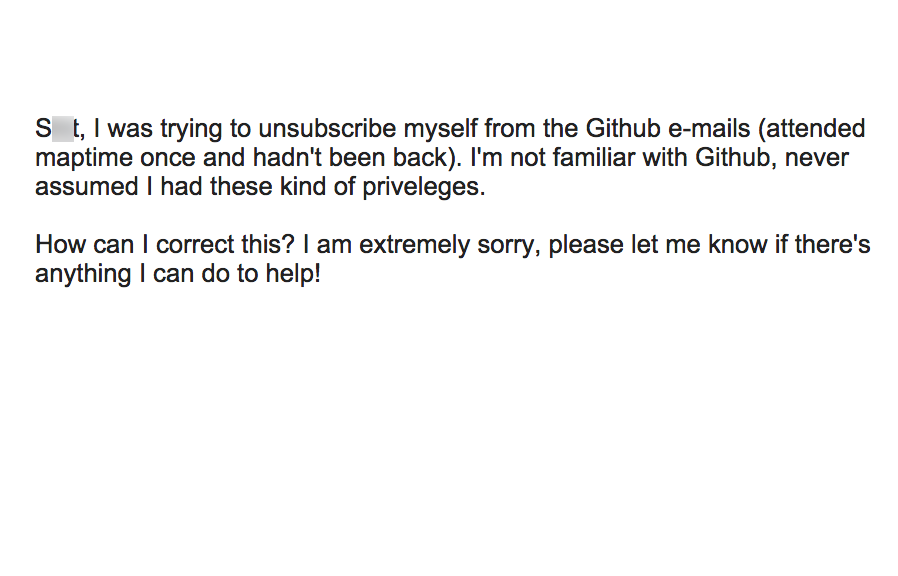 t, I was trying to unsubscribe myself from the Github e-mails (attended
maptime once and hadn't been back). I'm not familiar with Github, never
assumed I had these kind of priveleges.
How can I correct this? I am extremely sorry, please let me know if there's
anything I can do to help!